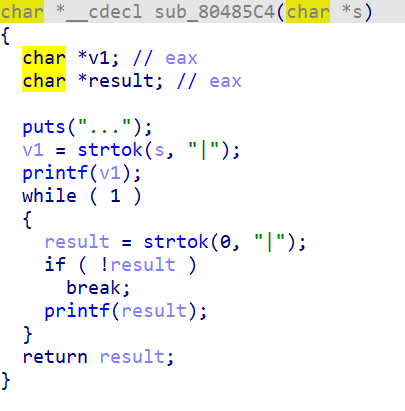 char *__cdecl sub_80485C4(char *s)
{
char *v1; // eax
char *result; // eax
puts("...");
v1 = strtok(s, "|");
printf(v1);
while ( 1 )
{
result = strtok(0, "|");
if ( !result )
break;
printf(result);
}
return result;
}